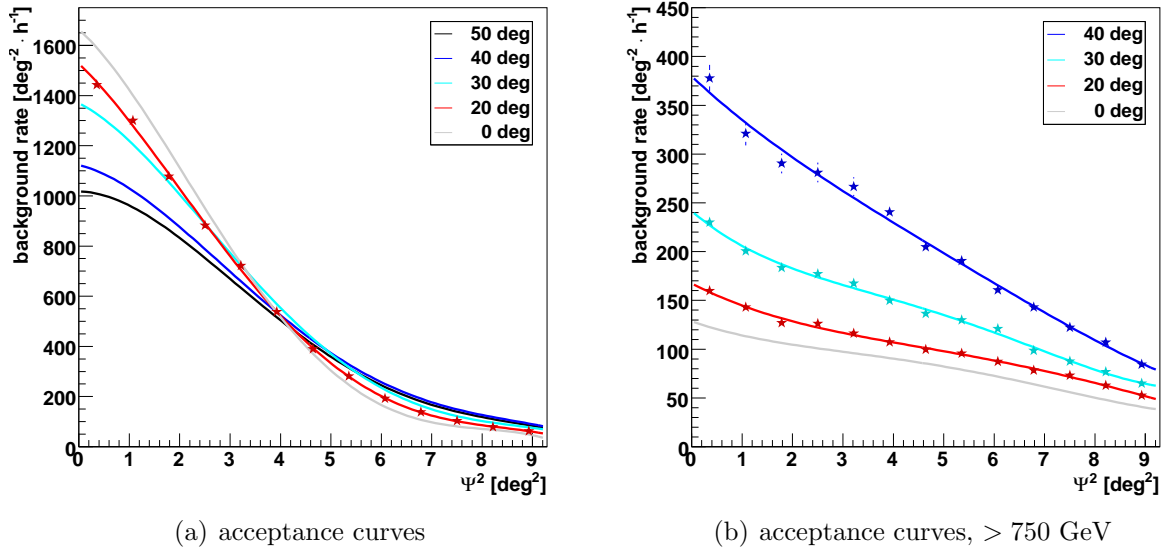 background rate [deg⁻² · h⁻¹]
1600
1400
1200
1000
800
600
400
200
0
0 1 2 3 4 5 6 7 8 9
Ψ² [deg²]
50 deg
40 deg
30 deg
20 deg
0 deg
(a) acceptance curves
background rate [deg⁻² · h⁻¹]
450
400
350
300
250
200
150
100
50
0
0 1 2 3 4 5 6 7 8 9
Ψ² [deg²]
40 deg
30 deg
20 deg
0 deg
(b) acceptance curves, > 750 GeV